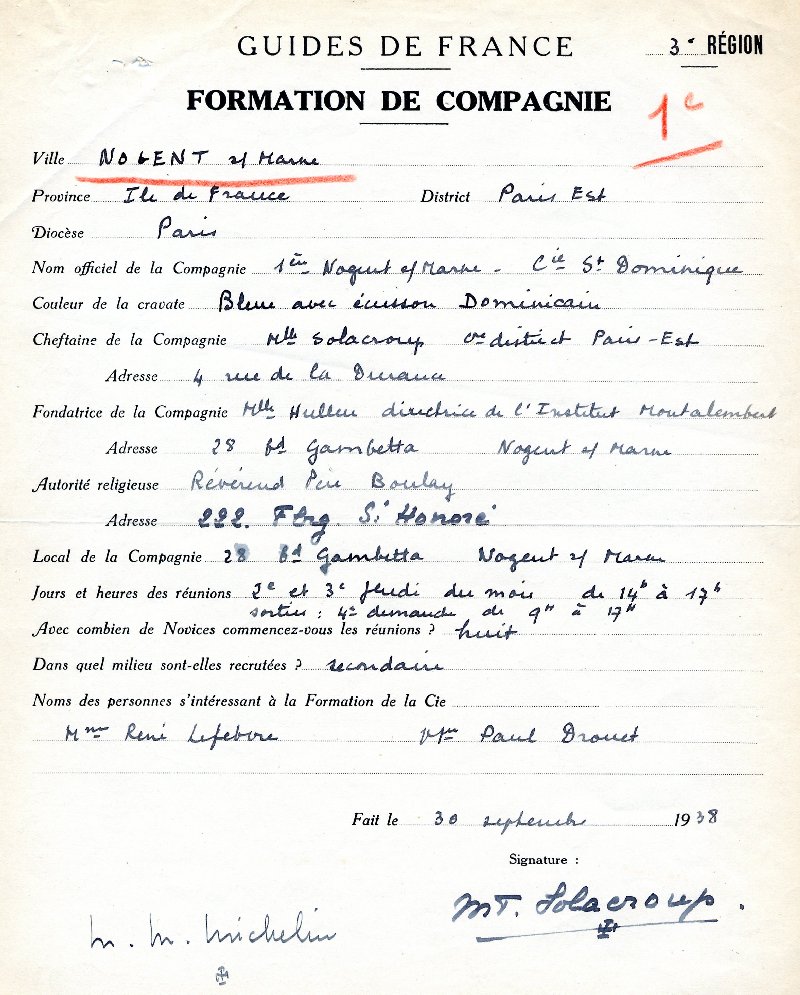 GUIDES DE FRANCE
3e RÉGION
FORMATION DE COMPAGNIE
1e
Ville NOGENT s/ Marne
Province Ile de France District Paris Est
Diocèse Paris
Nom officiel de la Compagnie 1ère Nogent s/Marne - Cie St Dominique
Couleur de la cravate Bleue avec écusson Dominicain
Cheftaine de la Compagnie Mlle Solacroup district Paris-Est
Adresse 4 rue de la Durance
Fondatrice de la Compagnie Mlle directrice de l'Institut Montalembert
Adresse 28 bd Gambetta Nogent s/ Marne
Autorité religieuse Révérend Père Boulay
Adresse 222. Fbrg St Honoré
Local de la Compagnie 28 bd Gambetta Nogent s/ Marne
Jours et heures des réunions 2e et 3e Jeudi du mois de 14h à 17h
sorties : 4e de 9h à 17h
Avec combien de Novices commencez-vous les réunions ? huit
Dans quel milieu sont-elles recrutées ? secondaire
Noms des personnes s'intéressant à la Formation de la Cie
Mme René Lefebvre Mme Paul Drouet
Fait le 30 septembre 1938
Signature :
MT. Solacroup.
M. M. Michelin